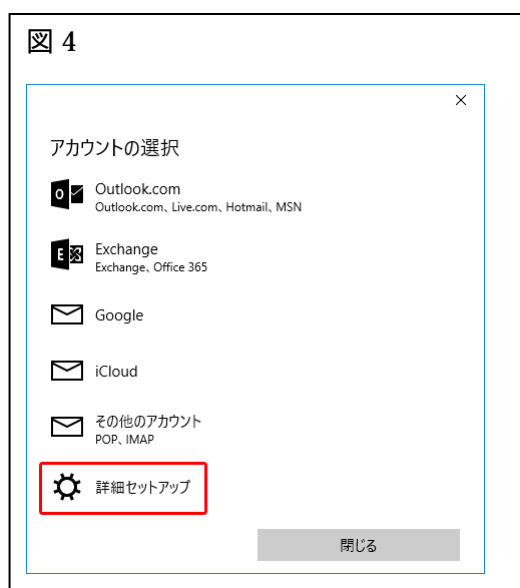 図 4
アカウントの選択
Outlook.com
Outlook.com、Live.com、Hotmail、MSN
Exchange
Exchange、Office 365
Google
iCloud
その他のアカウント
POP、IMAP
詳細セットアップ
閉じる